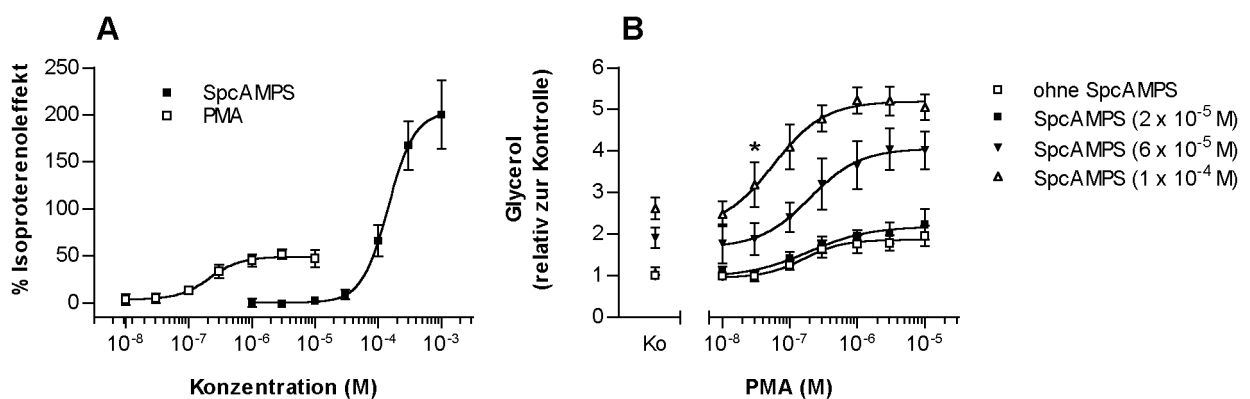 A
% Isoproterenoleffekt
250
200
150
100
50
0
SpcAMPS
PMA
10⁻⁸ 10⁻⁷ 10⁻⁶ 10⁻⁵ 10⁻⁴ 10⁻³
Konzentration (M)
B
Glycerol
(relativ zur Kontrolle)
6
5
4
3
2
1
0
*
Ko
10⁻⁸ 10⁻⁷ 10⁻⁶ 10⁻⁵
PMA (M)
ohne SpcAMPS
SpcAMPS (2 x 10⁻⁵ M)
SpcAMPS (6 x 10⁻⁵ M)
SpcAMPS (1 x 10⁻⁴ M)